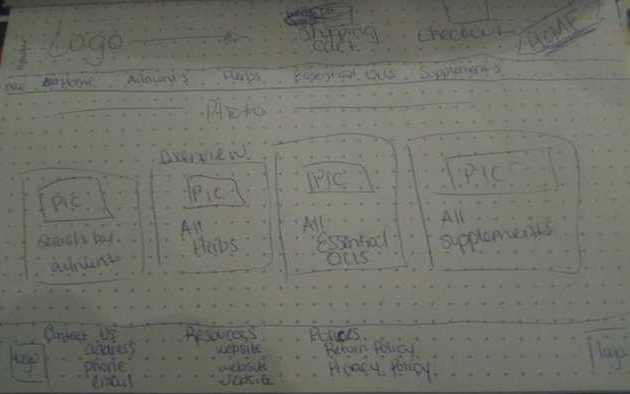 Logo
Shipping
cart
checkout
HOME
Home Ailments Herbs Essential Oils Supplements
Photo
overview
PIC
search by
ailment
PIC
All
Herbs
PIC
All
Essential
Oils
PIC
All
Supplements
Contact Us
address
phone
email
Resources
website
website
website
Policies
Return Policy
Privacy Policy
logo
logo